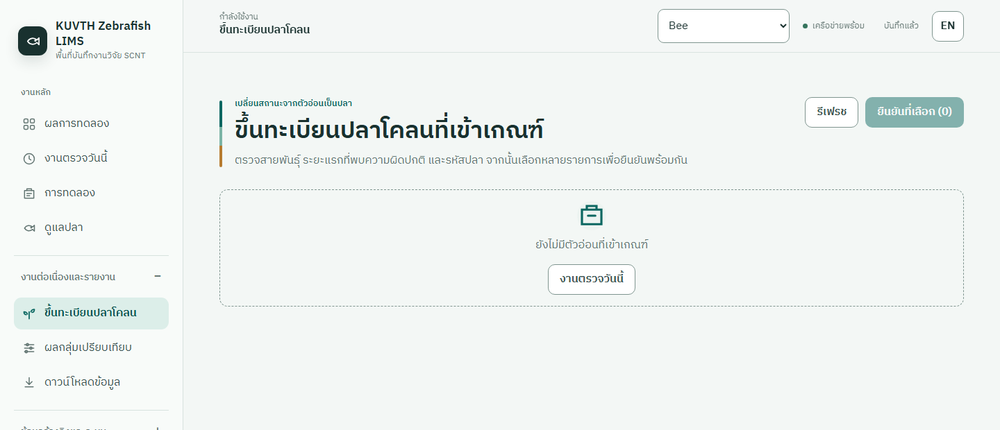 KUVTH Zebrafish
LIMS
พื้นที่บันทึกงานวิจัย SCNT
งานหลัก
ผลการทดลอง
งานตรวจวันนี้
การทดลอง
ดูแลปลา
งานต่อเนื่องและรายงาน
ขึ้นทะเบียนปลาโคลน
ผลกลุ่มเปรียบเทียบ
ดาวน์โหลดข้อมูล
กำลังใช้งาน
ขึ้นทะเบียนปลาโคลน
Bee
เครือข่ายพร้อม
บันทึกแล้ว
EN
เปลี่ยนสถานะจากตัวอ่อนเป็นปลา
ขึ้นทะเบียนปลาโคลนที่เข้าเกณฑ์
ตรวจสายพันธุ์ ระยะแรกที่พบความผิดปกติ และรหัสปลา จากนั้นเลือกหลายรายการเพื่อยืนยันพร้อมกัน
รีเฟรช
ยืนยันที่เลือก (0)
ยังไม่มีตัวอ่อนที่เข้าเกณฑ์
งานตรวจวันนี้